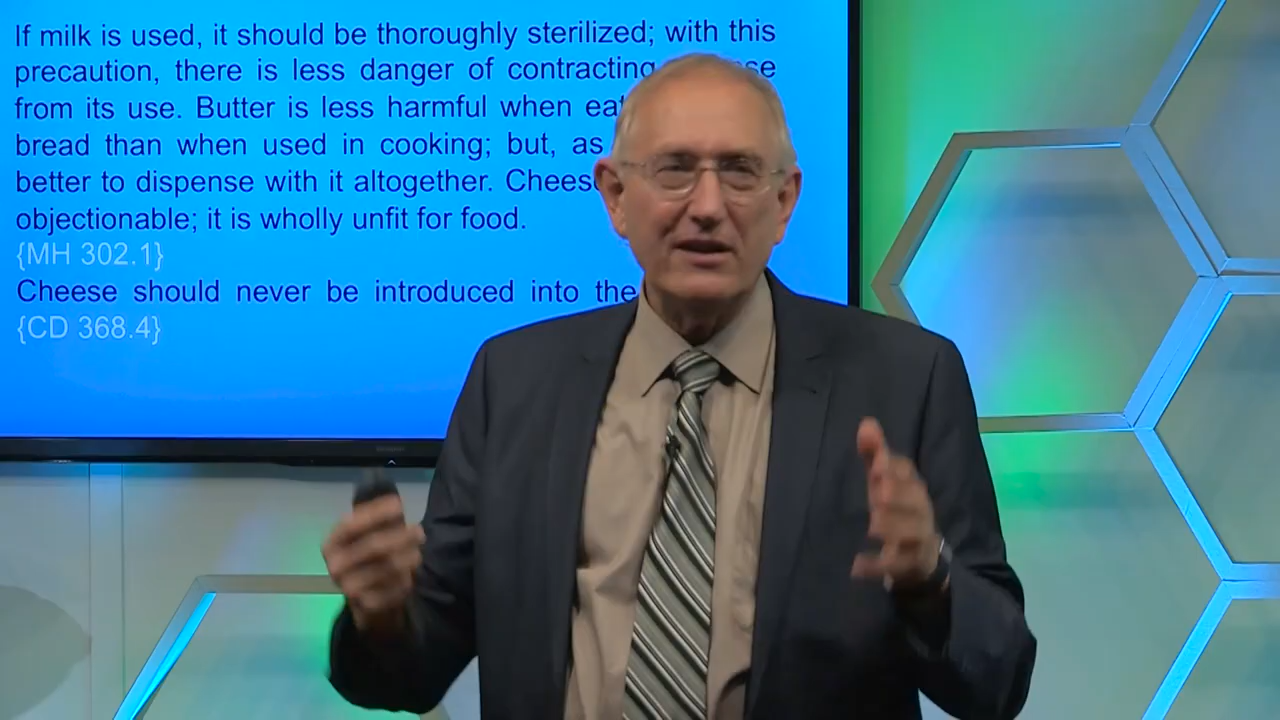 If milk is used, it should be thoroughly sterilized; with this
precaution, there is less danger of contracting
from its use. Butter is less harmful when
bread than when used in cooking; but, as
better to dispense with it altogether.
objectionable; it is wholly unfit for food.
{MH 302.1}
Cheese should never be introduced into the
{CD 368.4}